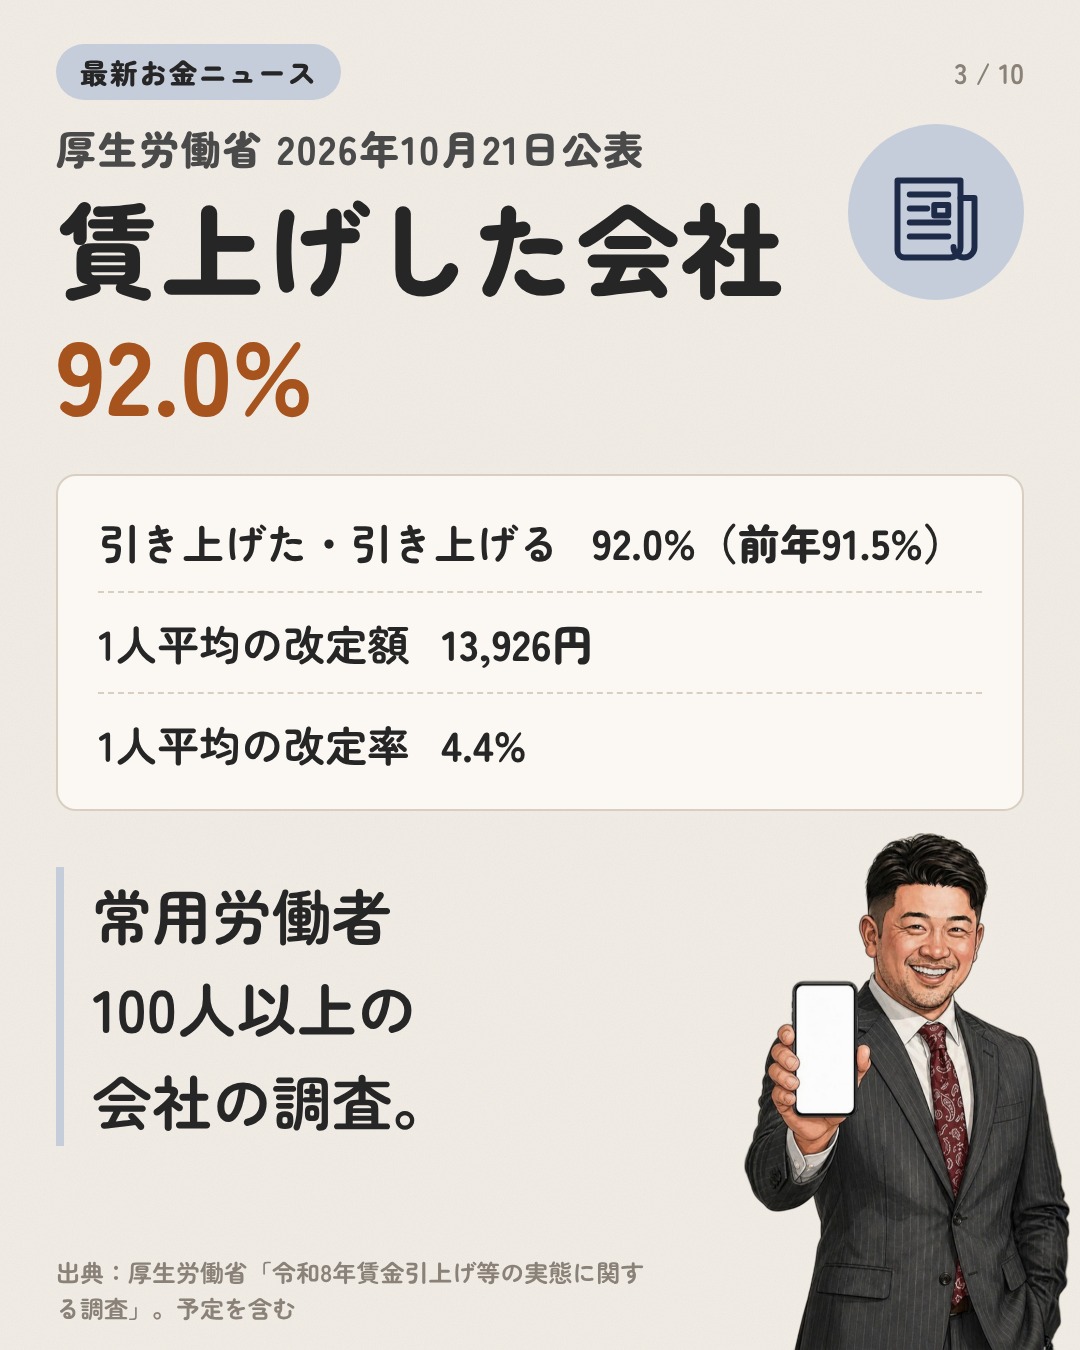 最新お金ニュース
3 / 10
厚生労働省 2026年10月21日公表
賃上げした会社
92.0%
引き上げた・引き上げる 92.0%（前年91.5%）
1人平均の改定額 13,926円
1人平均の改定率 4.4%
常用労働者
100人以上の
会社の調査。
出典：厚生労働省「令和8年賃金引上げ等の実態に関す
る調査」。予定を含む